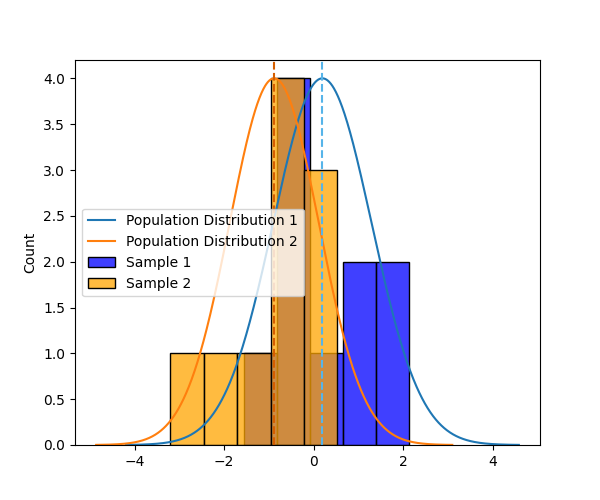 4.0
3.5
3.0
2.5
2.0
1.5
1.0
0.5
0.0
Count
Population Distribution 1
Population Distribution 2
Sample 1
Sample 2
−4 −2 0 2 4